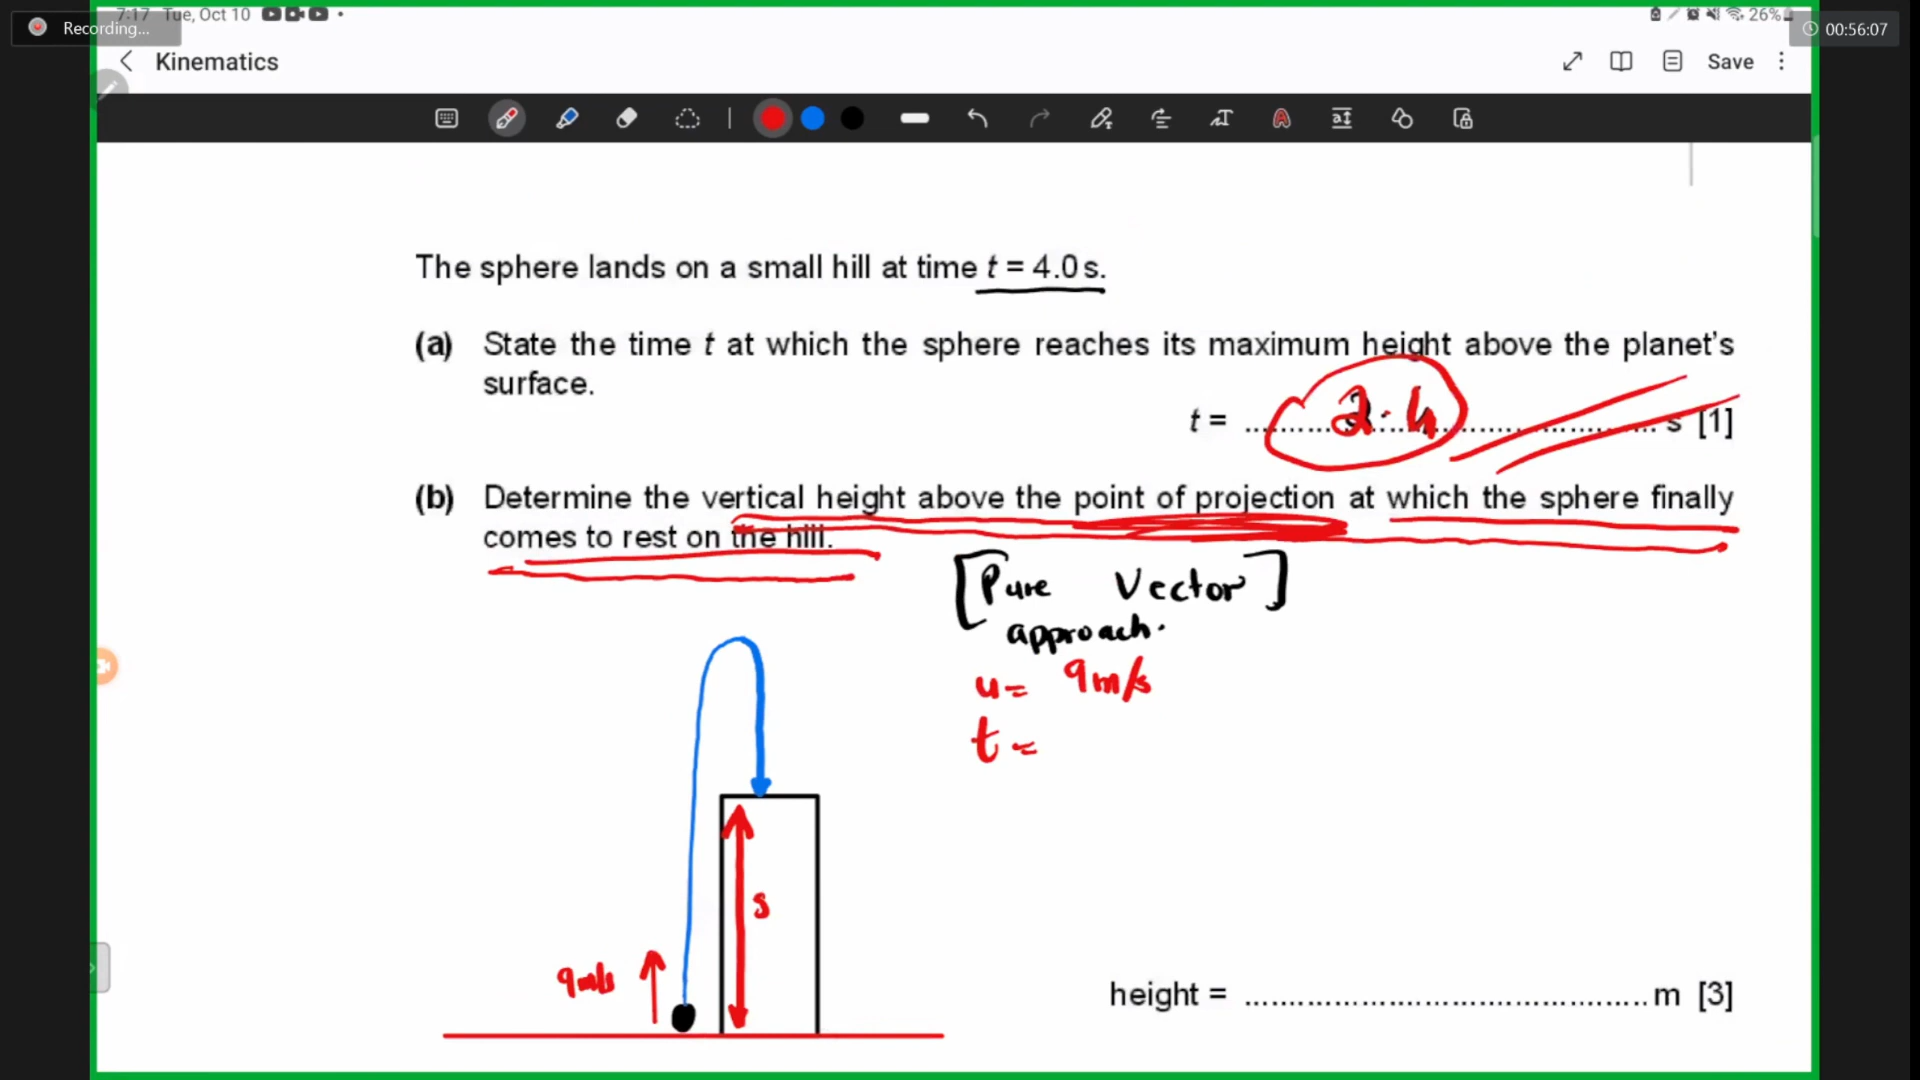 Recording...
7:17 Tue, Oct 10
26%
00:56:07
Kinematics
Save
The sphere lands on a small hill at time t = 4.0 s.
(a) State the time t at which the sphere reaches its maximum height above the planet's
surface.
t = 2.4 s [1]
(b) Determine the vertical height above the point of projection at which the sphere finally
comes to rest on the hill.
[Pure Vector]
approach.
u = 9m/s
t =
s
9m/s
height = ........................................ m [3]